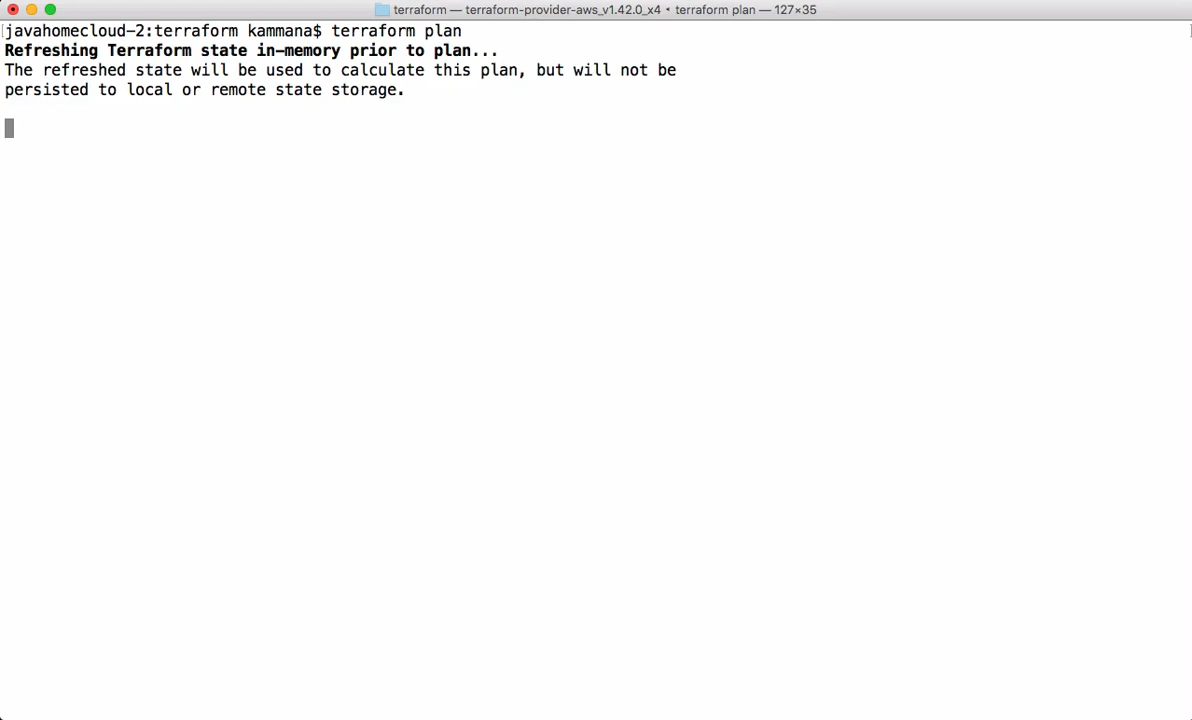 terraform — terraform-provider-aws_v1.42.0_x4 • terraform plan — 127×35
javahomecloud-2:terraform kammana$ terraform plan
Refreshing Terraform state in-memory prior to plan...
The refreshed state will be used to calculate this plan, but will not be
persisted to local or remote state storage.